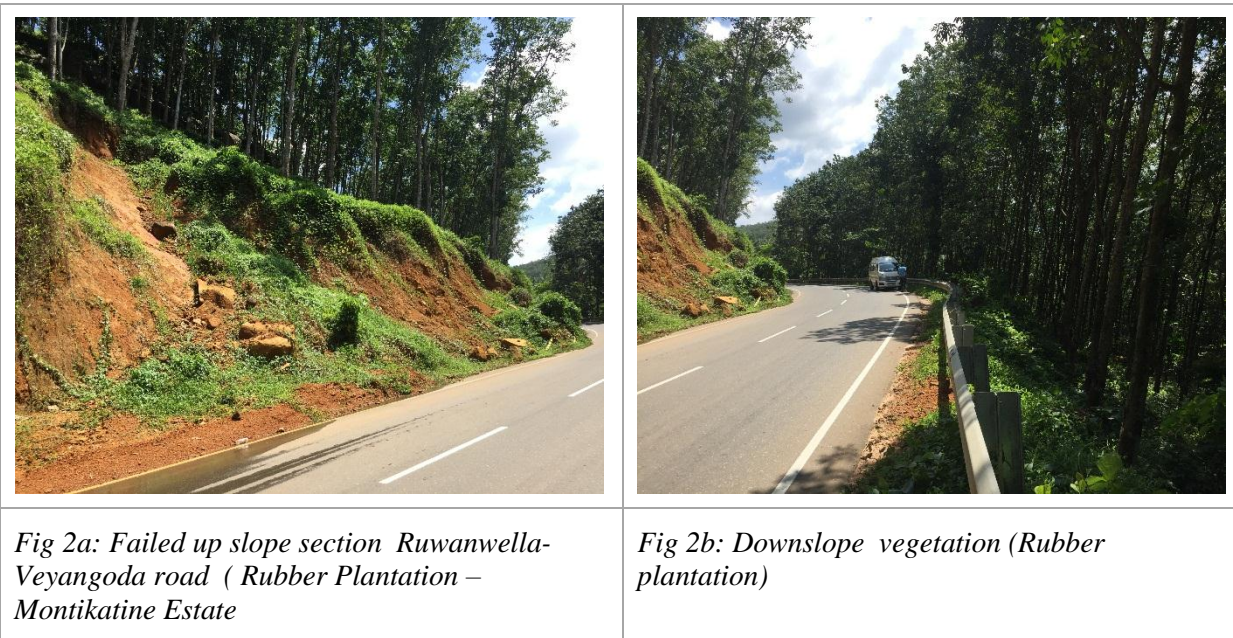 Fig 2a: Failed up slope section Ruwanwella-
Veyangoda road ( Rubber Plantation –
Montikatine Estate
Fig 2b: Downslope vegetation (Rubber
plantation)